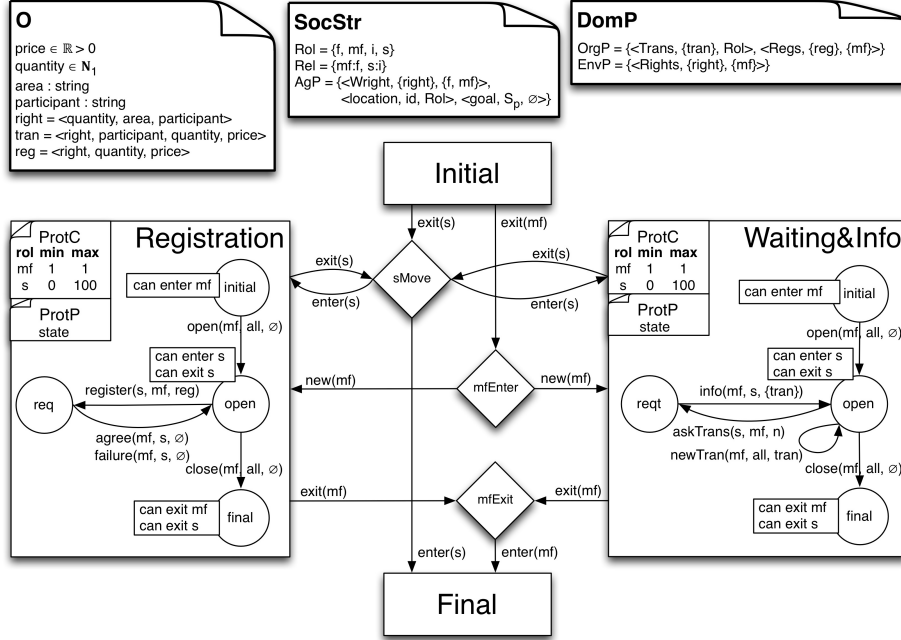 O
price ∈ ℝ > 0
quantity ∈ N₁
area : string
participant : string
right = <quantity, area, participant>
tran = <right, participant, quantity, price>
reg = <right, quantity, price>
SocStr
Rol = {f, mf, i, s}
Rel = {mf:f, s:i}
AgP = {<Wright, {right}, {f, mf}>,
<location, id, Rol>, <goal, Sₚ, ∅>}
DomP
OrgP = {<Trans, {tran}, Rol>, <Regs, {reg}, {mf}>}
EnvP = {<Rights, {right}, {mf}>}
Initial
exit(s)
exit(mf)
Registration
ProtC
rol min max
mf 1 1
s 0 100
ProtP
state
can enter mf
initial
open(mf, all, ∅)
can enter s
can exit s
req
register(s, mf, reg)
open
agree(mf, s, ∅)
failure(mf, s, ∅)
close(mf, all, ∅)
can exit mf
can exit s
final
exit(s)
enter(s)
sMove
exit(s)
enter(s)
new(mf)
mfEnter
new(mf)
exit(mf)
mfExit
exit(mf)
enter(s)
enter(mf)
Final
Waiting&Info
ProtC
rol min max
mf 1 1
s 0 100
ProtP
state
can enter mf
initial
open(mf, all, ∅)
can enter s
can exit s
reqt
info(mf, s, {tran})
open
askTrans(s, mf, n)
newTran(mf, all, tran)
close(mf, all, ∅)
can exit mf
can exit s
final